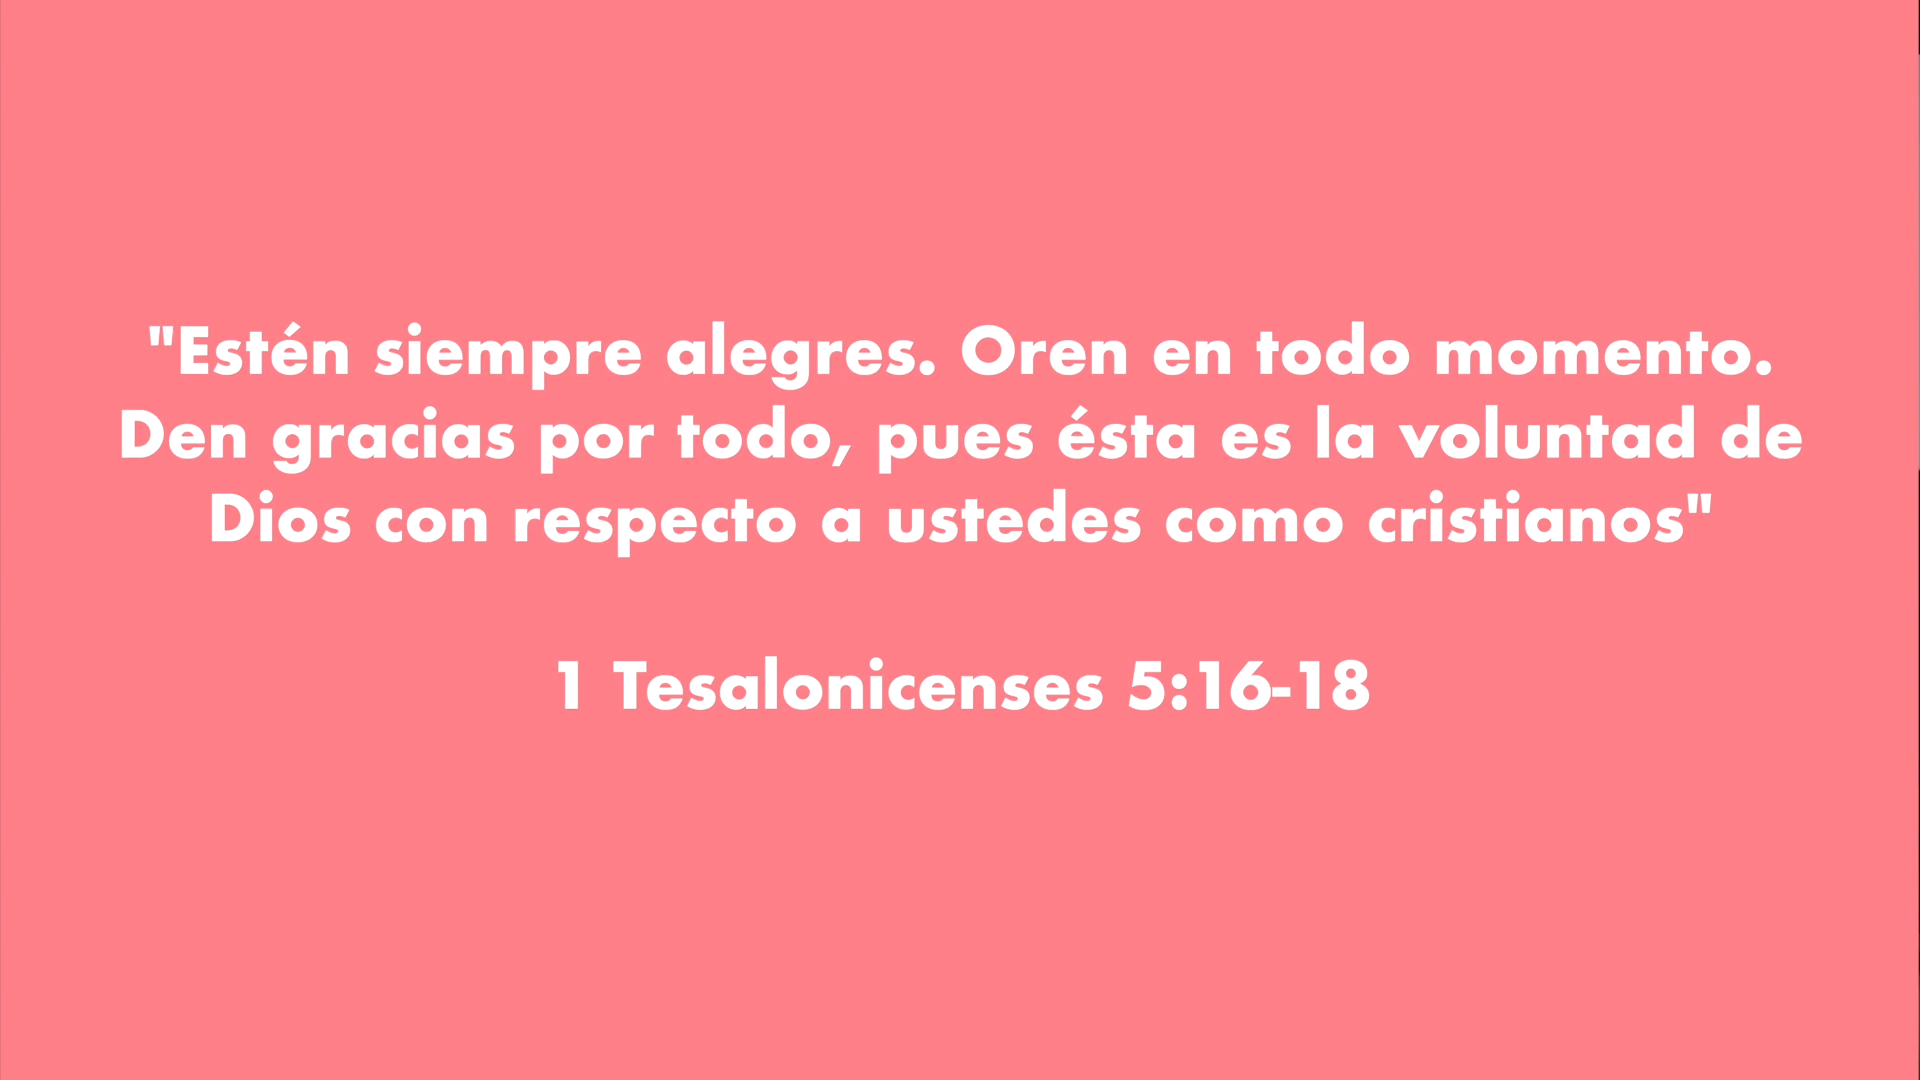 "Estén siempre alegres. Oren en todo momento.
Den gracias por todo, pues ésta es la voluntad de
Dios con respecto a ustedes como cristianos"
1 Tesalonicenses 5:16-18